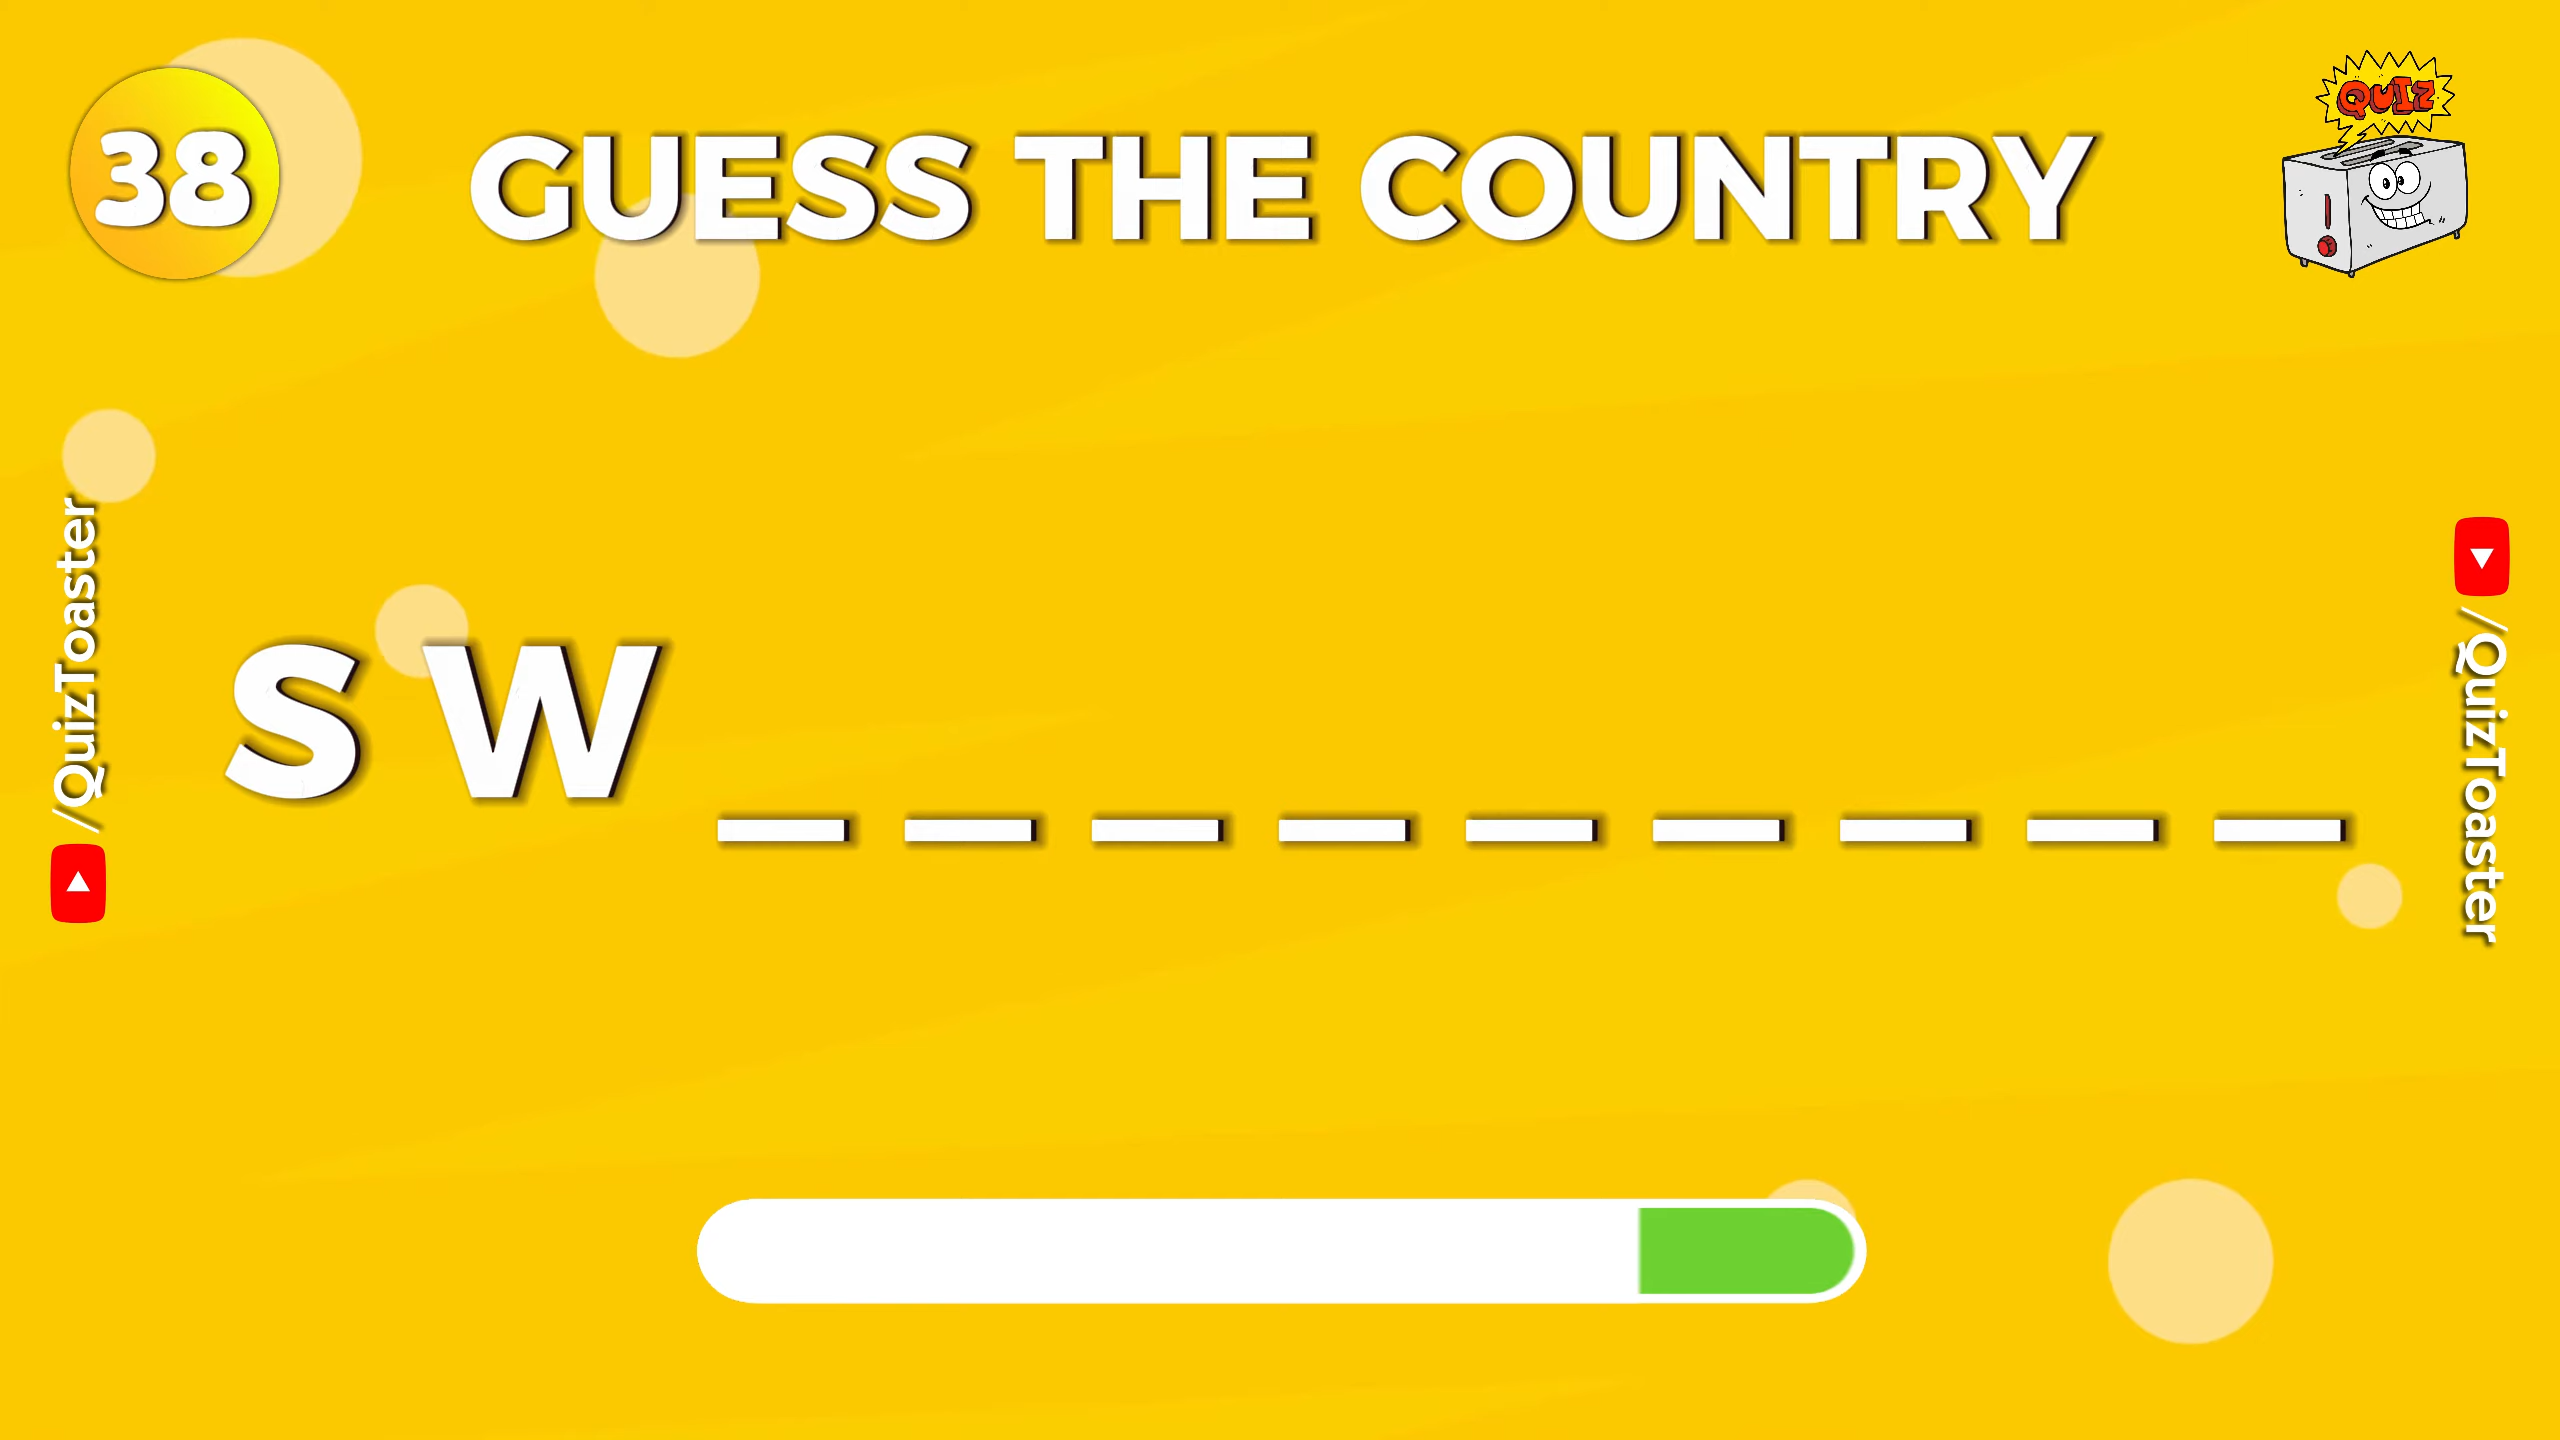 38
GUESS THE COUNTRY
QUIZ
/QuizToaster
S W _ _ _ _ _ _ _ _ _
/QuizToaster